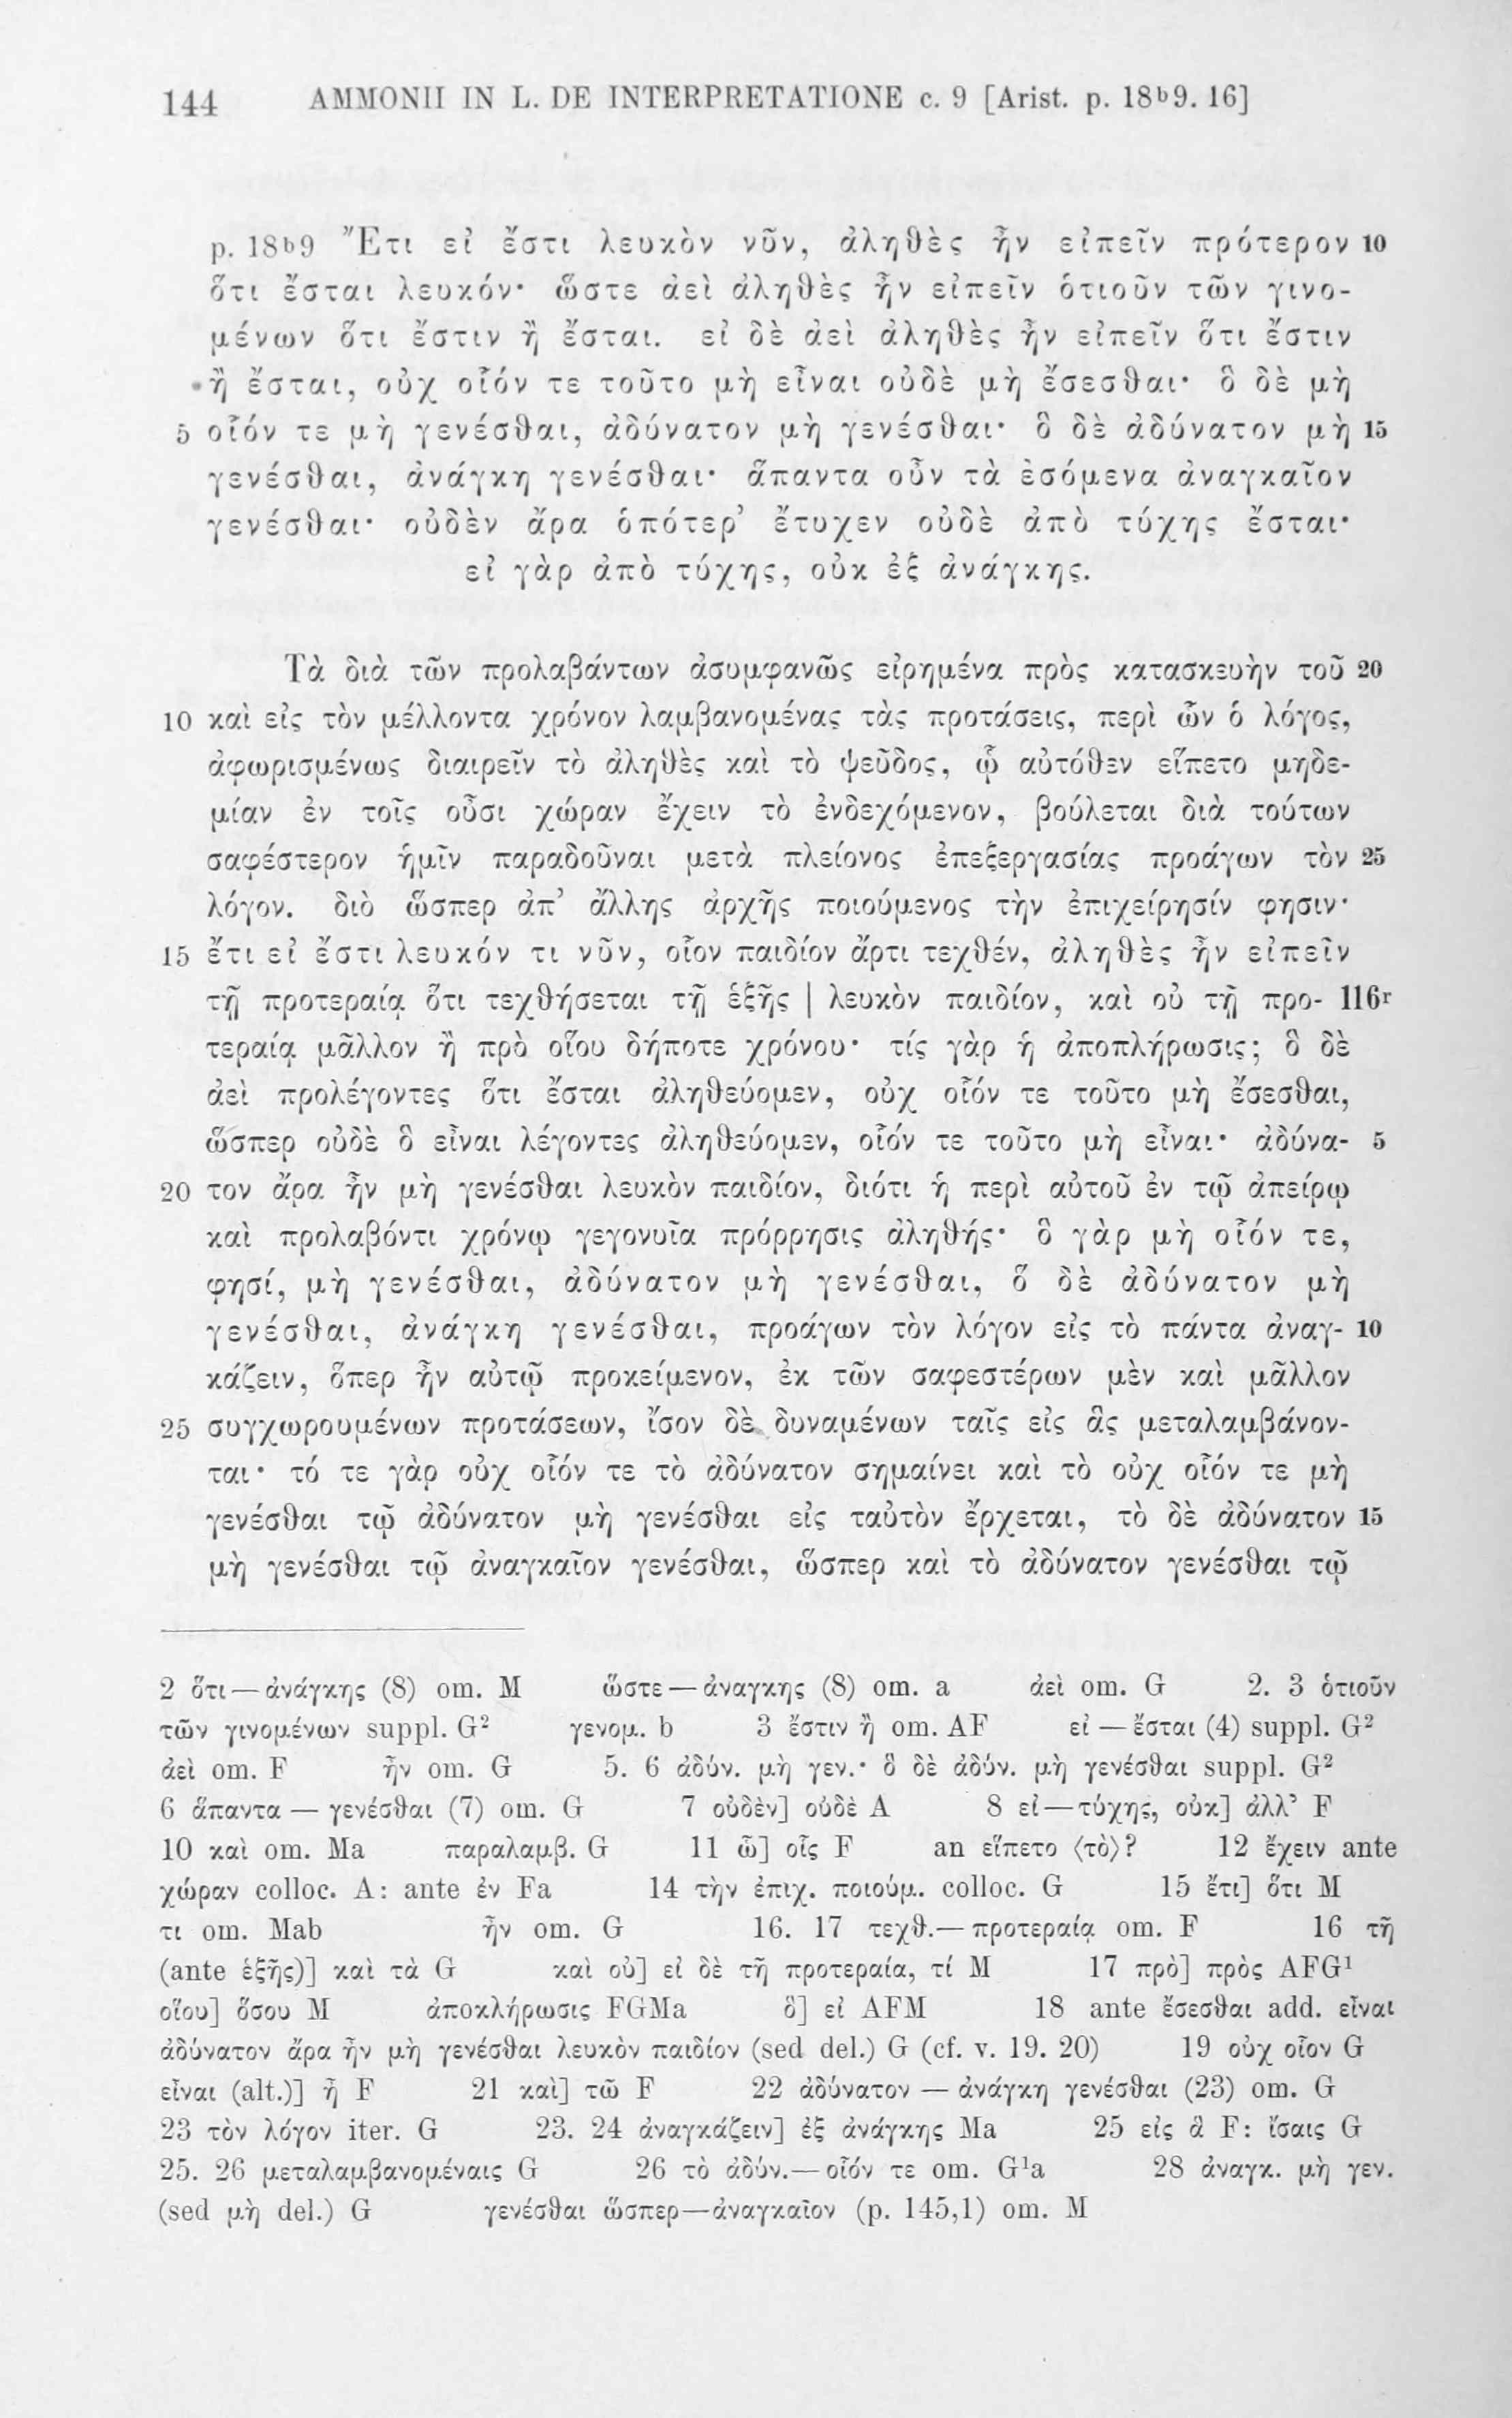 144 AMMONII IN L. DE INTERPRETATIONE c. 9 [Arist. p. 18ᵇ9. 16]
p. 18ᵇ9 Ἔτι εἰ ἔστι λευκὸν νῦν, ἀληθὲς ἦν εἰπεῖν πρότερον 10
ὅτι ἔσται λευκόν· ὥστε ἀεὶ ἀληθὲς ἦν εἰπεῖν ὁτιοῦν τῶν γινο-
μένων ὅτι ἔστιν ἢ ἔσται. εἰ δὲ ἀεὶ ἀληθὲς ἦν εἰπεῖν ὅτι ἔστιν
ἢ ἔσται, οὐχ οἷόν τε τοῦτο μὴ εἶναι οὐδὲ μὴ ἔσεσθαι· ὃ δὲ μὴ
5 οἷόν τε μὴ γενέσθαι, ἀδύνατον μὴ γενέσθαι· ὃ δὲ ἀδύνατον μὴ 15
γενέσθαι, ἀνάγκη γενέσθαι· ἅπαντα οὖν τὰ ἐσόμενα ἀναγκαῖον
γενέσθαι· οὐδὲν ἄρα ὁπότερ’ ἔτυχεν οὐδὲ ἀπὸ τύχης ἔσται·
εἰ γὰρ ἀπὸ τύχης, οὐκ ἐξ ἀνάγκης.
Τὰ διὰ τῶν προλαβάντων ἀσυμφανῶς εἰρημένα πρὸς κατασκευὴν τοῦ 20
10 καὶ εἰς τὸν μέλλοντα χρόνον λαμβανομένας τὰς προτάσεις, περὶ ὧν ὁ λόγος,
ἀφωρισμένως διαιρεῖν τὸ ἀληθὲς καὶ τὸ ψεῦδος, ᾧ αὐτόθεν εἵπετο μηδε-
μίαν ἐν τοῖς οὖσι χώραν ἔχειν τὸ ἐνδεχόμενον, βούλεται διὰ τούτων
σαφέστερον ἡμῖν παραδοῦναι μετὰ πλείονος ἐπεξεργασίας προάγων τὸν 25
λόγον. διὸ ὥσπερ ἀπ’ ἄλλης ἀρχῆς ποιούμενος τὴν ἐπιχείρησίν φησιν·
15 ἔτι εἰ ἔστι λευκόν τι νῦν, οἷον παιδίον ἄρτι τεχθέν, ἀληθὲς ἦν εἰπεῖν
τῇ προτεραίᾳ ὅτι τεχθήσεται τῇ ἑξῆς | λευκὸν παιδίον, καὶ οὐ τῇ προ- 116ʳ
τεραίᾳ μᾶλλον ἢ πρὸ οἵου δήποτε χρόνου· τίς γὰρ ἡ ἀποπλήρωσις; ὃ δὲ
ἀεὶ προλέγοντες ὅτι ἔσται ἀληθεύομεν, οὐχ οἷόν τε τοῦτο μὴ ἔσεσθαι,
ὥσπερ οὐδὲ ὃ εἶναι λέγοντες ἀληθεύομεν, οἷόν τε τοῦτο μὴ εἶναι· ἀδύνα- 5
20 τον ἄρα ἦν μὴ γενέσθαι λευκὸν παιδίον, διότι ἡ περὶ αὐτοῦ ἐν τῷ ἀπείρῳ
καὶ προλαβόντι χρόνῳ γεγονυῖα πρόρρησις ἀληθής· ὃ γὰρ μὴ οἷόν τε,
φησί, μὴ γενέσθαι, ἀδύνατον μὴ γενέσθαι, ὅ δὲ ἀδύνατον μὴ
γενέσθαι, ἀνάγκη γενέσθαι, προάγων τὸν λόγον εἰς τὸ πάντα ἀναγ- 10
κάζειν, ὅπερ ἦν αὐτῷ προκείμενον, ἐκ τῶν σαφεστέρων μὲν καὶ μᾶλλον
25 συγχωρουμένων προτάσεων, ἴσον δὲ δυναμένων ταῖς εἰς ἃς μεταλαμβάνον-
ται· τό τε γὰρ οὐχ οἷόν τε τὸ ἀδύνατον σημαίνει καὶ τὸ οὐχ οἷόν τε μὴ
γενέσθαι τῷ ἀδύνατον μὴ γενέσθαι εἰς ταὐτὸν ἔρχεται, τὸ δὲ ἀδύνατον 15
μὴ γενέσθαι τῷ ἀναγκαῖον γενέσθαι, ὥσπερ καὶ τὸ ἀδύνατον γενέσθαι τῷ
2 ὅτι—ἀνάγκης (8) om. M ὥστε—ἀναγκης (8) om. a ἀεὶ om. G 2. 3 ὁτιοῦν
τῶν γινομένων suppl. G² γενομ. b 3 ἔστιν ἢ om. AF εἰ—ἔσται (4) suppl. G²
ἀεὶ om. F ἦν om. G 5. 6 ἀδύν. μὴ γεν.· ὃ δὲ ἀδύν. μὴ γενέσθαι suppl. G²
6 ἅπαντα — γενέσθαι (7) om. G 7 οὐδὲν] οὐδὲ A 8 εἰ—τύχης, οὐκ] ἀλλ’ F
10 καὶ om. Ma παραλαμβ. G 11 ᾧ] οἷς F an εἵπετο ⟨τὸ⟩? 12 ἔχειν ante
χώραν colloc. A: ante ἐν Fa 14 τὴν ἐπιχ. ποιούμ. colloc. G 15 ἔτι] ὅτι M
τι om. Mab ἦν om. G 16. 17 τεχθ.—προτεραίᾳ om. F 16 τῇ
(ante ἑξῆς)] καὶ τὰ G καὶ οὐ] εἰ δὲ τῇ προτεραίᾳ, τί M 17 πρὸ] πρὸς AFG¹
οἵου] ὅσου M ἀποκλήρωσις FGMa ὃ] εἰ AFM 18 ante ἔσεσθαι add. εἶναι
ἀδύνατον ἄρα ἦν μὴ γενέσθαι λευκὸν παιδίον (sed del.) G (cf. v. 19. 20) 19 οὐχ οἷον G
εἶναι (alt.)] ᾖ F 21 καὶ] τῶ F 22 ἀδύνατον — ἀνάγκη γενέσθαι (23) om. G
23 τὸν λόγον iter. G 23. 24 ἀναγκάζειν] ἐξ ἀνάγκης Ma 25 εἰς ἃ F: ἴσαις G
25. 26 μεταλαμβανομέναις G 26 τὸ ἀδύν.—οἷόν τε om. G¹a 28 ἀναγκ. μὴ γεν.
(sed μὴ del.) G γενέσθαι ὥσπερ—ἀναγκαῖον (p. 145,1) om. M